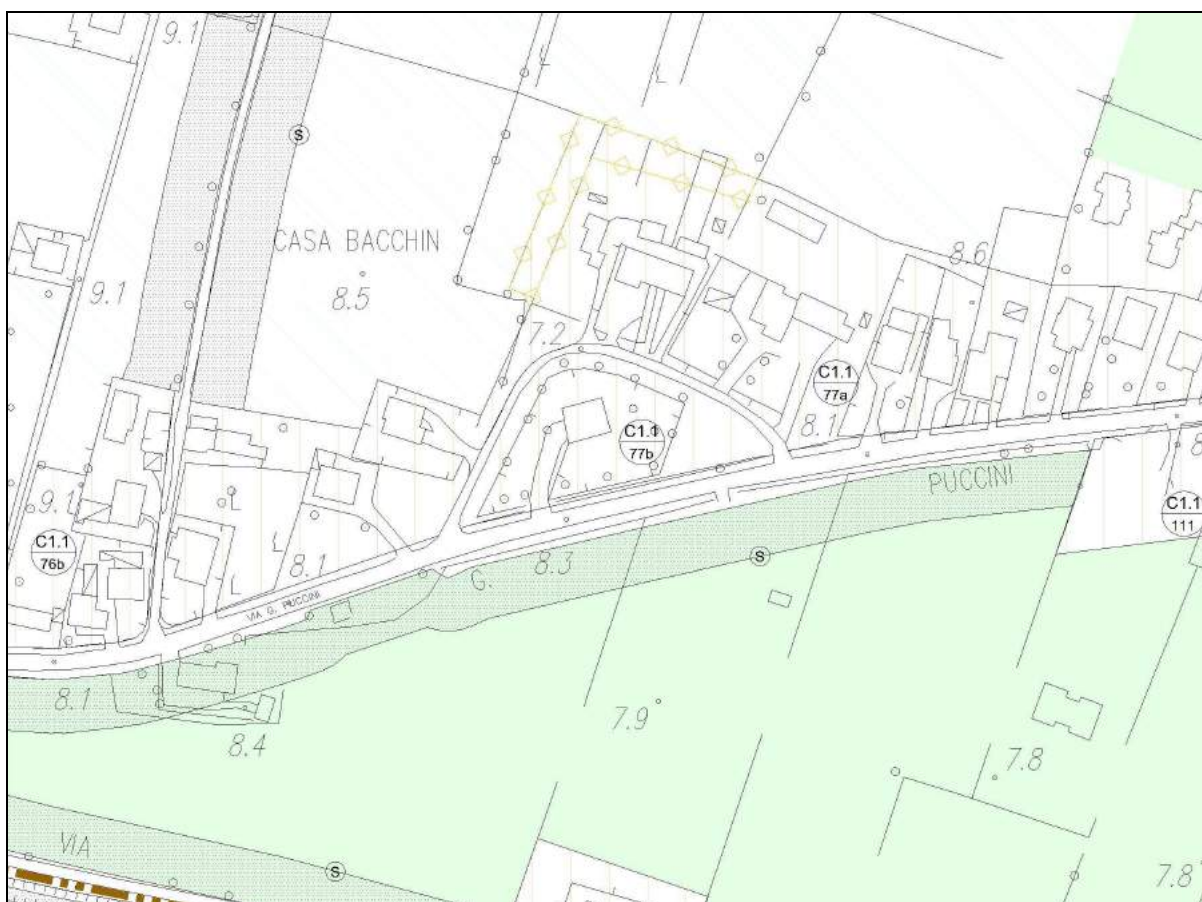 9.1
S
CASA BACCHIN
8.5
9.1
8.6
7.2
C1.1
77a
8.1
C1.1
77b
PUCCINI
9.1
C1.1
76b
C1.1
111
8.1
8.3
G.
S
VIA G. PUCCINI
8.1
8.4
7.9
7.8
VIA
S
7.8